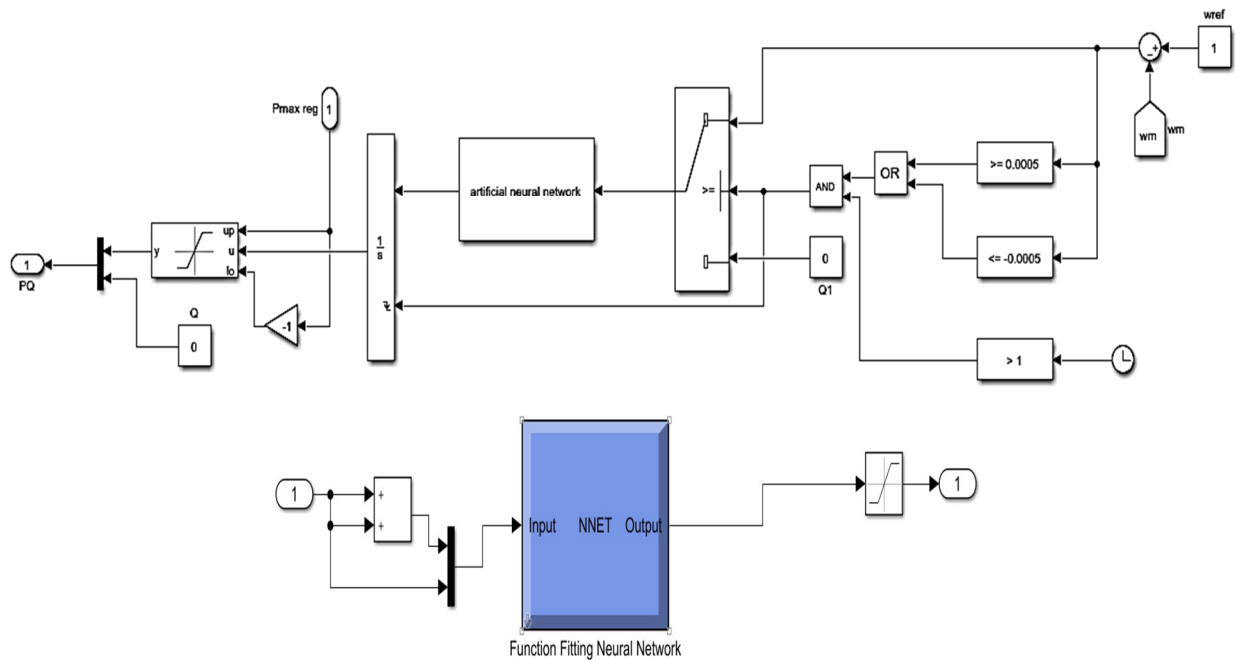 wref
1
Pmax reg
1
wm
wm
>= 0.0005
OR
artificial neural network
>=
AND
1
s
up
u
lo
y
<= -0.0005
0
Q1
1
PQ
Q
0
-1
> 1
1
+
+
Input NNET Output
1
Function Fitting Neural Network